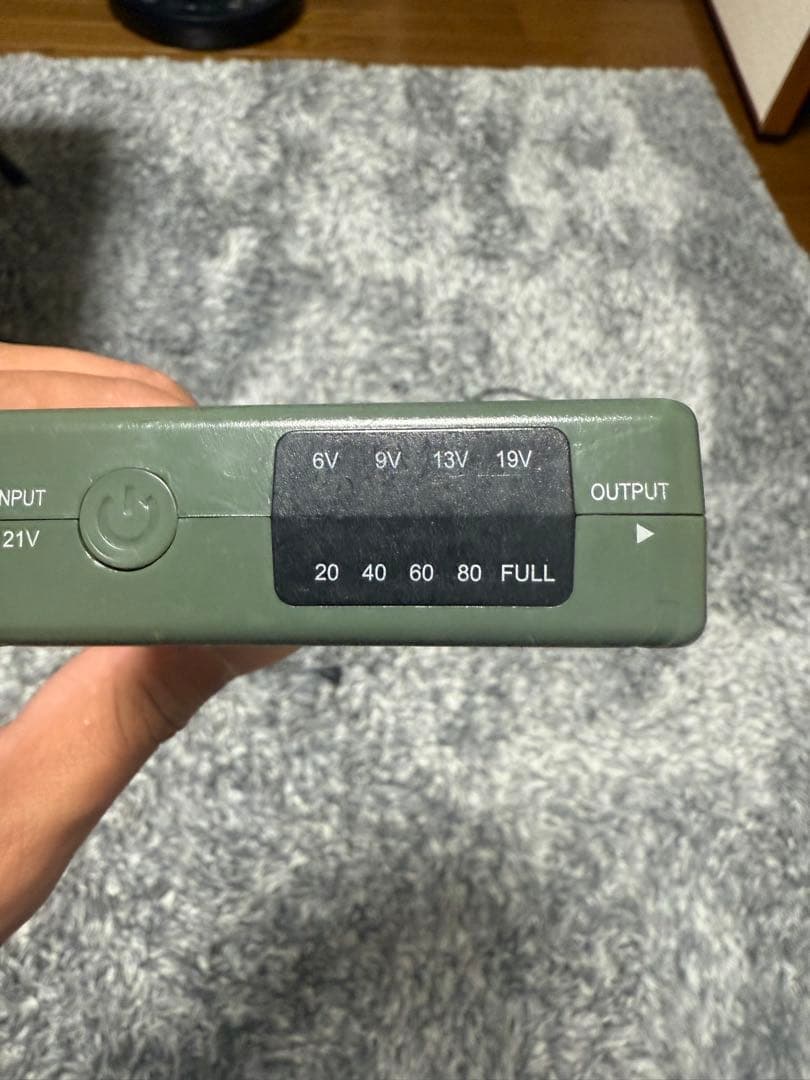 6V 9V 13V 19V
NPUT
21V
OUTPUT
20 40 60 80 FULL